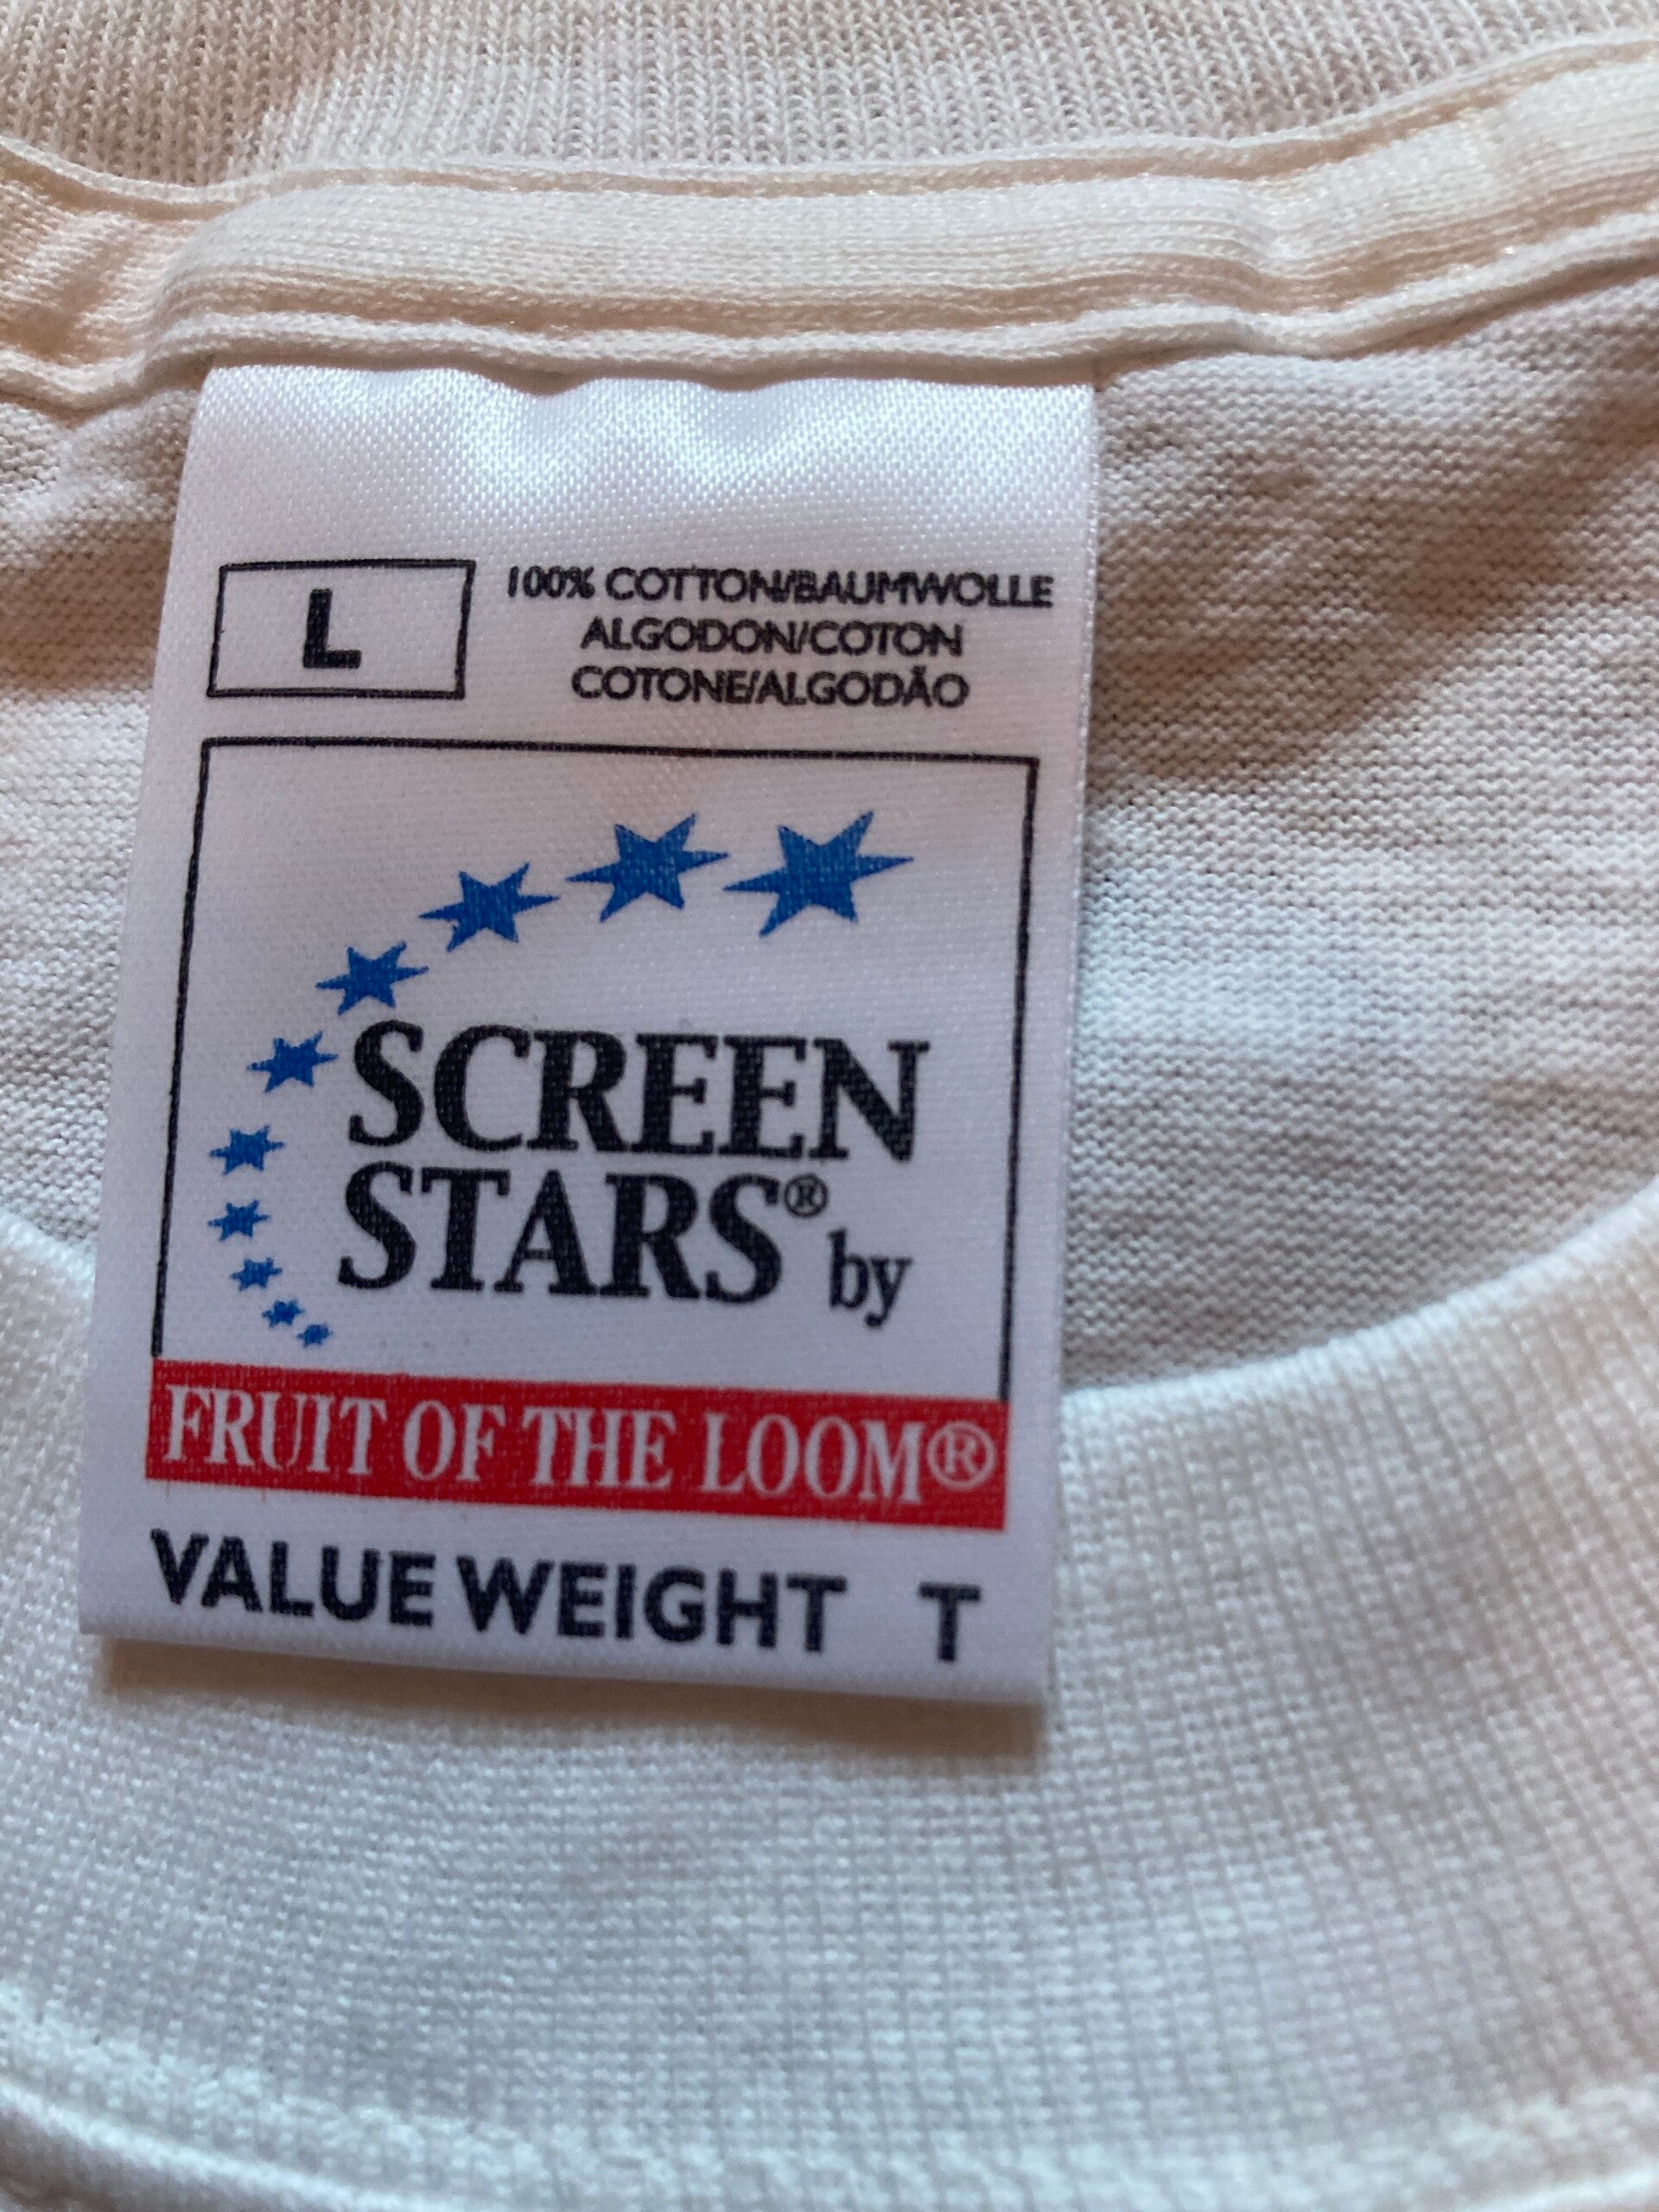 L
100% COTTON/BAUMWOLLE
ALGODON/COTON
COTONE/ALGODÃO
SCREEN
STARS® by
FRUIT OF THE LOOM®
VALUE WEIGHT T